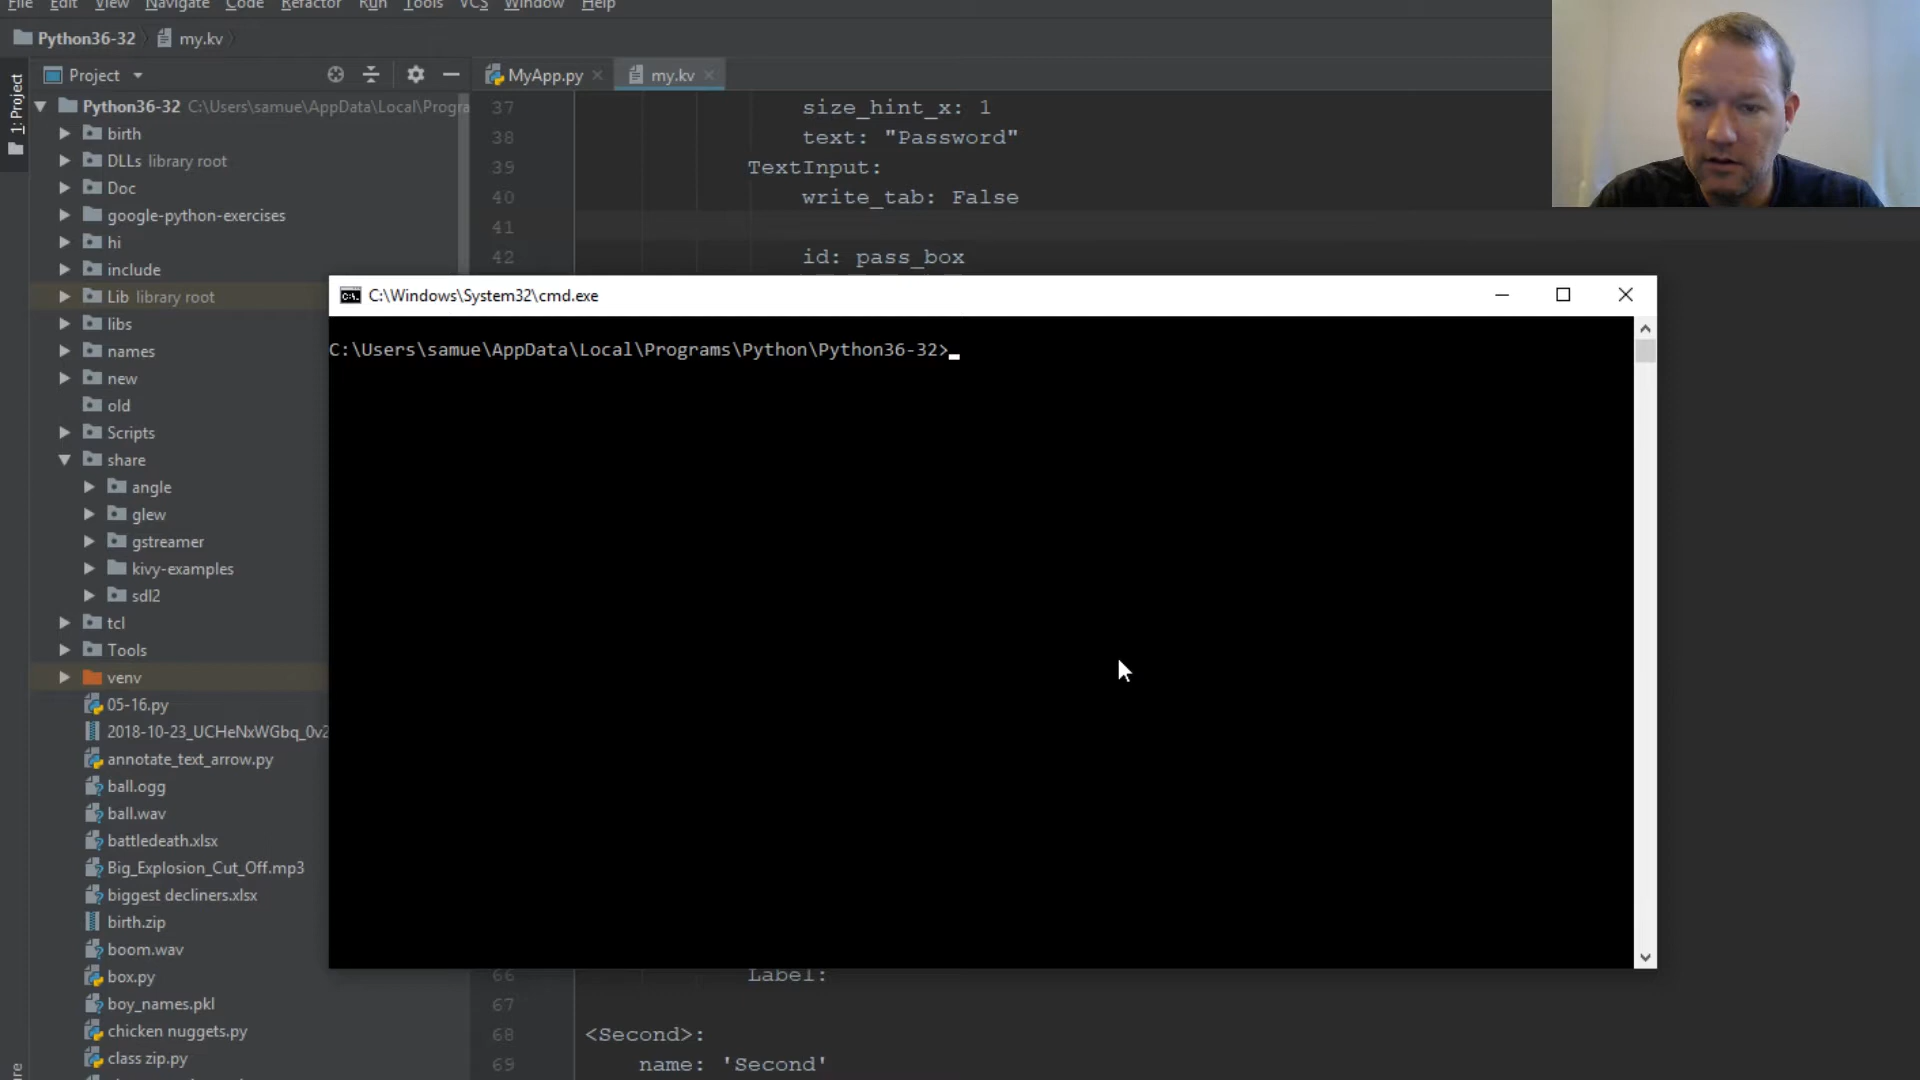 File Edit View Navigate Code Refactor Run Tools VCS Window Help
Python36-32 my.kv
1: Project
Project
MyApp.py my.kv
Python36-32 C:\Users\samue\AppData\Local\Progra
birth
DLLs library root
Doc
google-python-exercises
hi
include
Lib library root
libs
names
new
old
Scripts
share
angle
glew
gstreamer
kivy-examples
sdl2
tcl
Tools
venv
05-16.py
2018-10-23_UCHeNxWGbq_0v2
annotate_text_arrow.py
ball.ogg
ball.wav
battledeath.xlsx
Big_Explosion_Cut_Off.mp3
biggest decliners.xlsx
birth.zip
boom.wav
box.py
boy_names.pkl
chicken nuggets.py
class zip.py
37 size_hint_x: 1
38 text: "Password"
39 TextInput:
40 write_tab: False
41
42 id: pass_box
C:\Windows\System32\cmd.exe
C:\Users\samue\AppData\Local\Programs\Python\Python36-32>
66 Label:
67
68 <Second>:
69 name: 'Second'